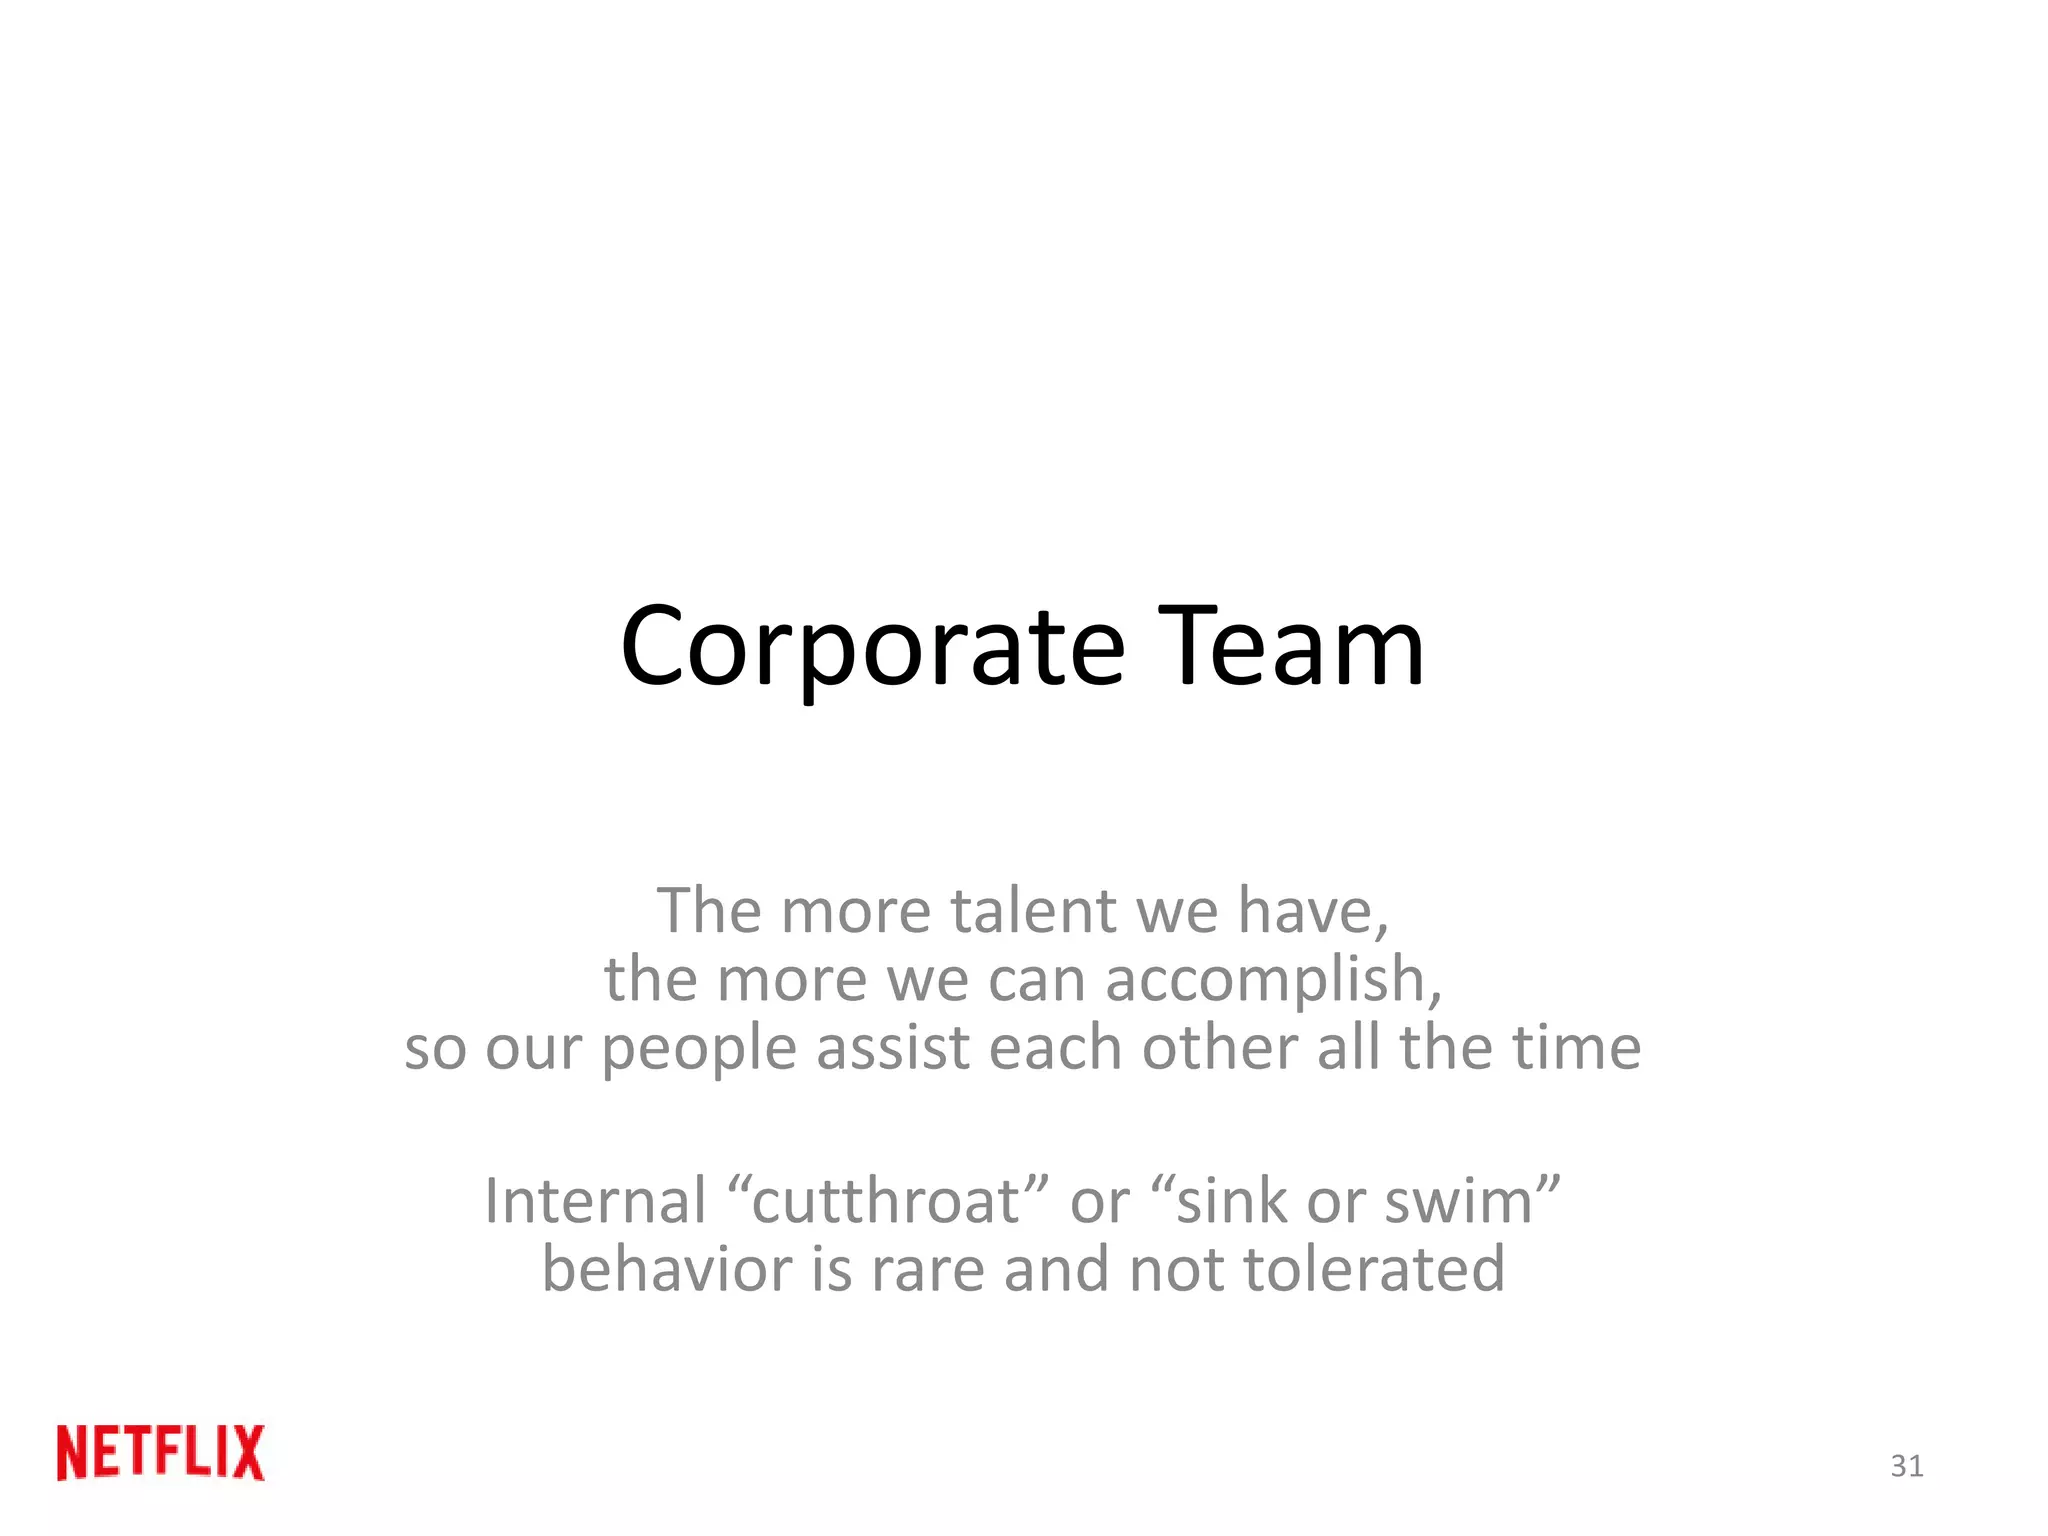 Corporate Team
The more talent we have,
the more we can accomplish,
so our people assist each other all the time
Internal “cutthroat” or “sink or swim”
behavior is rare and not tolerated
NETFLIX
31